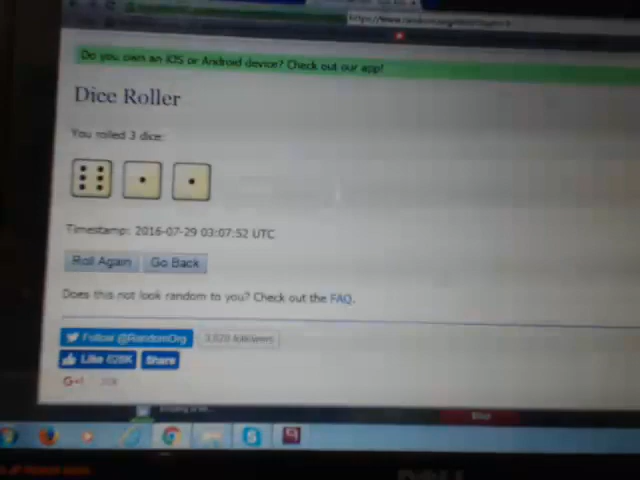 Do you own an iOS or Android device? Check out our app!
Dice Roller
You rolled 3 dice:
Timestamp: 2016-07-29 03:07:52 UTC
Roll Again Go Back
Does this not look random to you? Check out the FAQ.
Follow @RandomOrg followers
Like Share